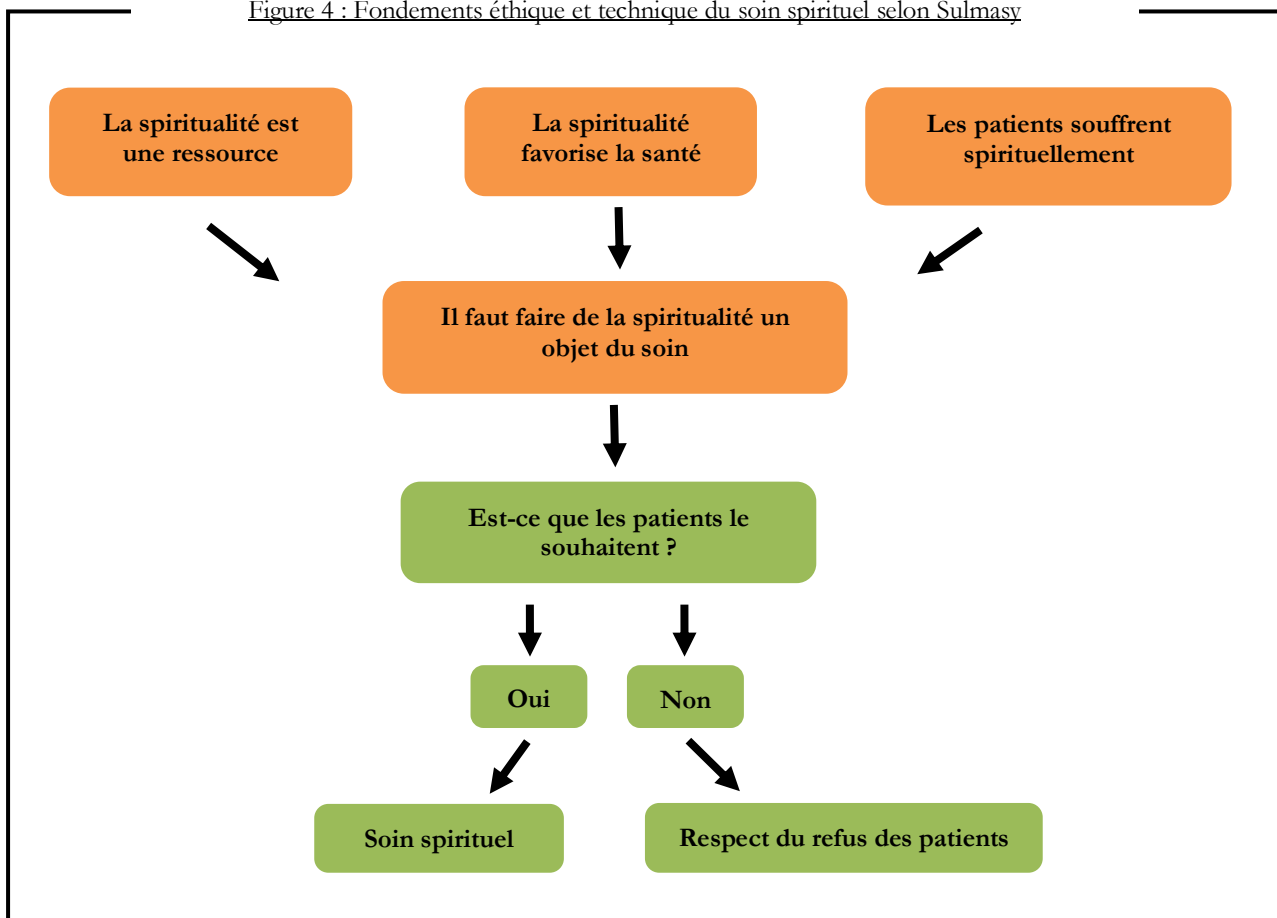 Figure 4 : Fondements éthique et technique du soin spirituel selon Sulmasy
La spiritualité est
une ressource
La spiritualité
favorise la santé
Les patients souffrent
spirituellement
Il faut faire de la spiritualité un
objet du soin
Est-ce que les patients le
souhaitent ?
Oui
Non
Soin spirituel
Respect du refus des patients